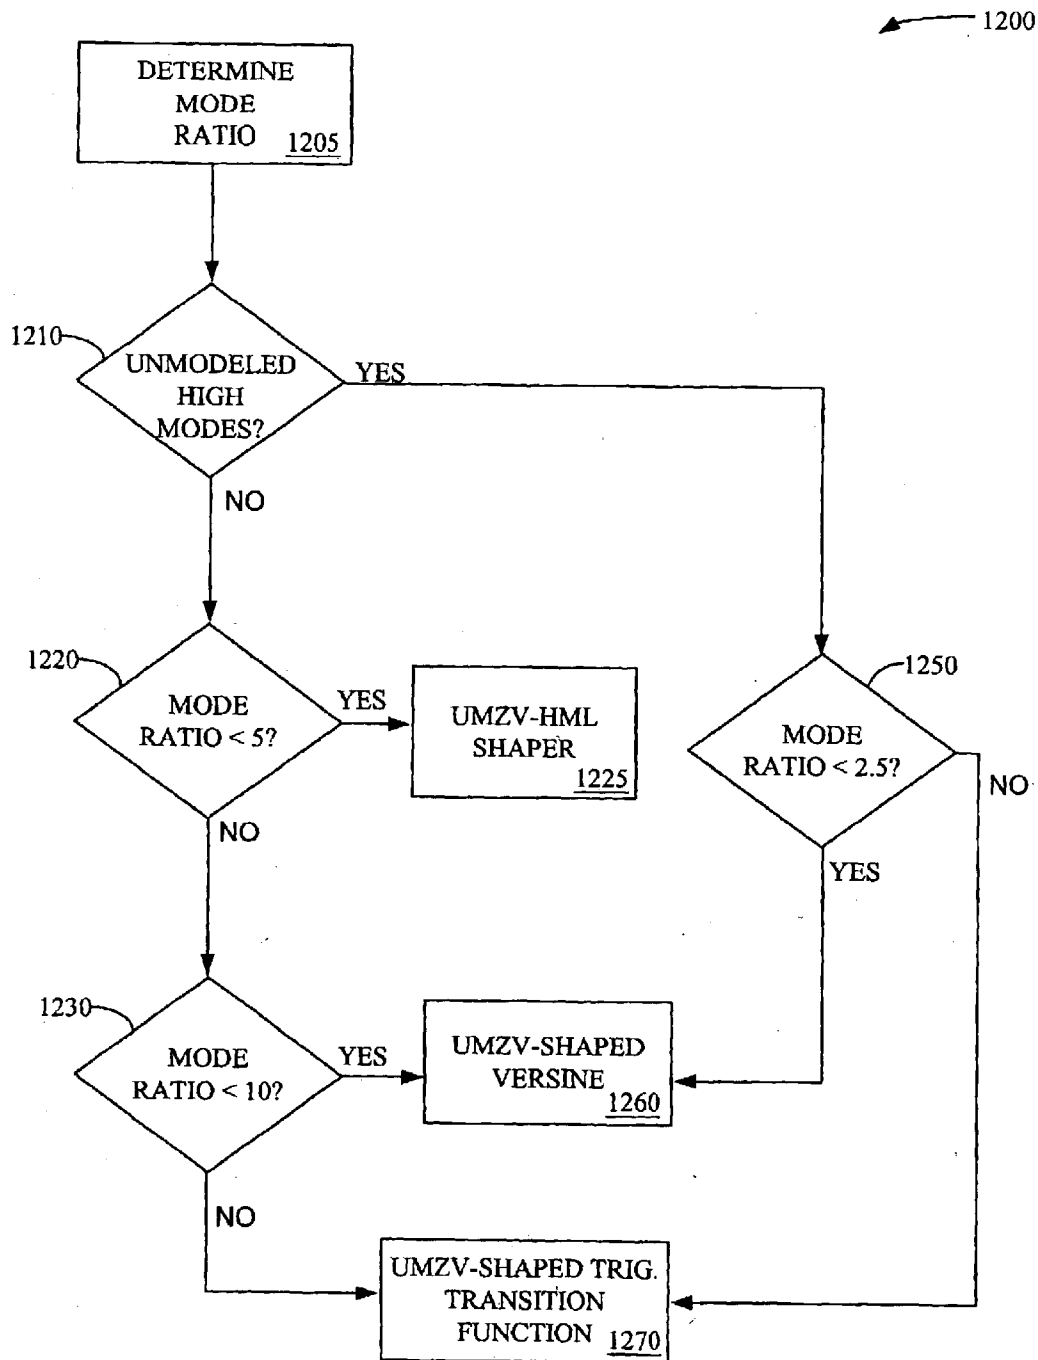 1200
DETERMINE
MODE
RATIO 1205
1210
UNMODELED
HIGH
MODES?
YES
NO
1220
MODE
RATIO < 5?
YES
UMZV-HML
SHAPER
1225
1250
MODE
RATIO < 2.5?
NO
NO
YES
1230
MODE
RATIO < 10?
YES
UMZV-SHAPED
VERSINE
1260
NO
UMZV-SHAPED TRIG.
TRANSITION
FUNCTION 1270